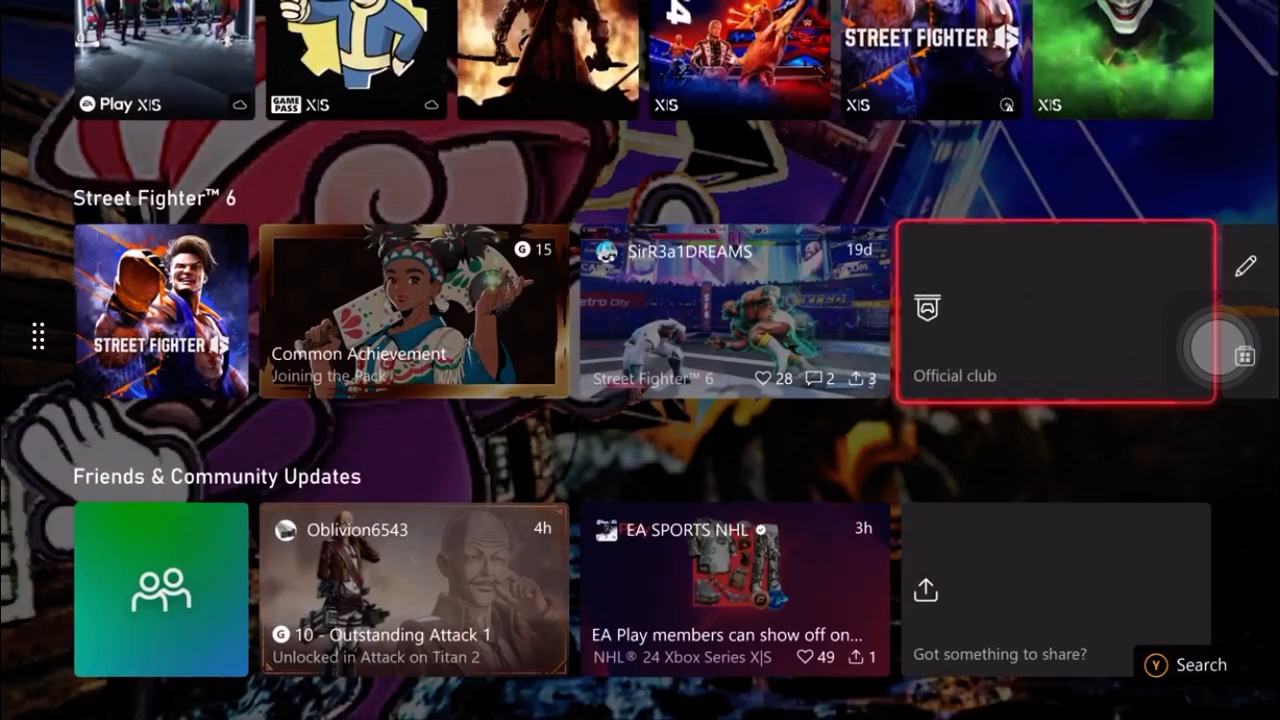 EA Play X|S
GAME PASS X|S
X|S
STREET FIGHTER 6
X|S
X|S
Street Fighter™ 6
STREET FIGHTER 6
G 15
Common Achievement
Joining the Pack
SirR3a1DREAMS 19d
Street Fighter™ 6 28 2 3
Official club
Friends & Community Updates
Oblivion6543 4h
G 10 - Outstanding Attack 1
Unlocked in Attack on Titan 2
EA SPORTS NHL 3h
EA Play members can show off on...
NHL® 24 Xbox Series X|S 49 1
Got something to share?
Y Search